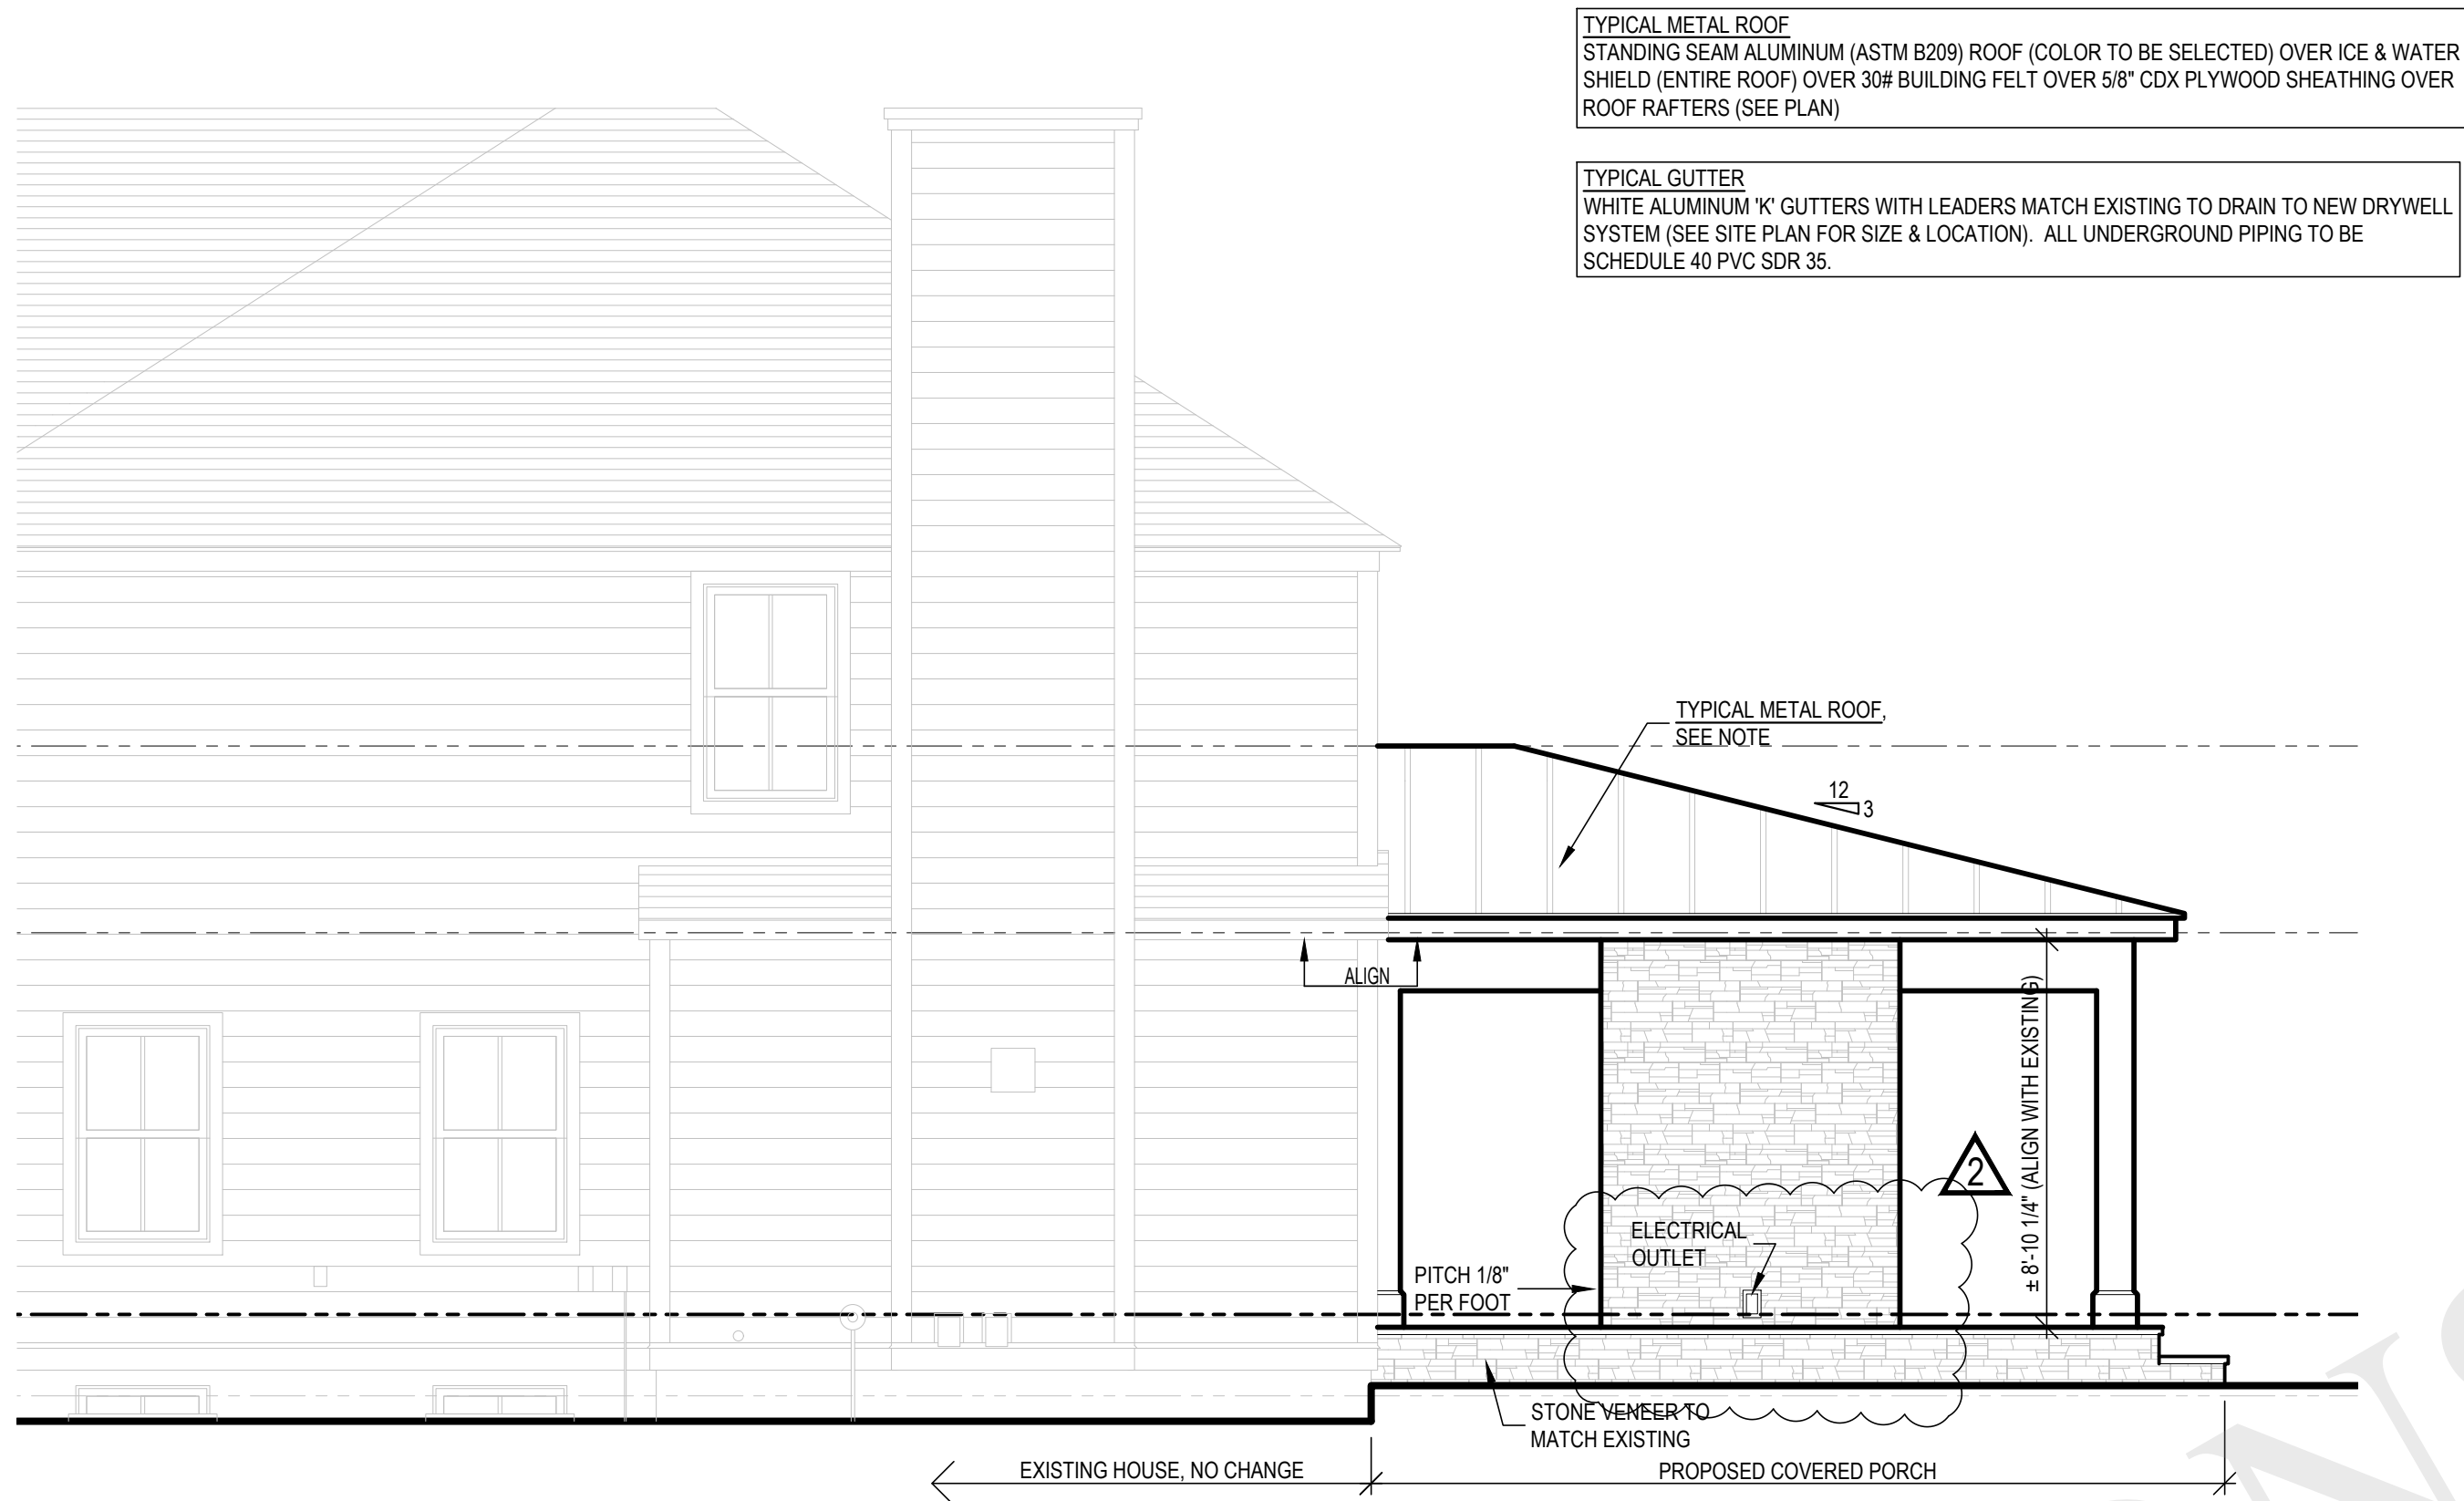 TYPICAL METAL ROOF
STANDING SEAM ALUMINUM (ASTM B209) ROOF (COLOR TO BE SELECTED) OVER ICE & WATER
SHIELD (ENTIRE ROOF) OVER 30# BUILDING FELT OVER 5/8" CDX PLYWOOD SHEATHING OVER
ROOF RAFTERS (SEE PLAN)
TYPICAL GUTTER
WHITE ALUMINUM 'K' GUTTERS WITH LEADERS MATCH EXISTING TO DRAIN TO NEW DRYWELL
SYSTEM (SEE SITE PLAN FOR SIZE & LOCATION). ALL UNDERGROUND PIPING TO BE
SCHEDULE 40 PVC SDR 35.
TYPICAL METAL ROOF,
SEE NOTE
12
3
ALIGN
± 8'-10 1/4" (ALIGN WITH EXISTING)
2
ELECTRICAL
OUTLET
PITCH 1/8"
PER FOOT
STONE VENEER TO
MATCH EXISTING
EXISTING HOUSE, NO CHANGE
PROPOSED COVERED PORCH